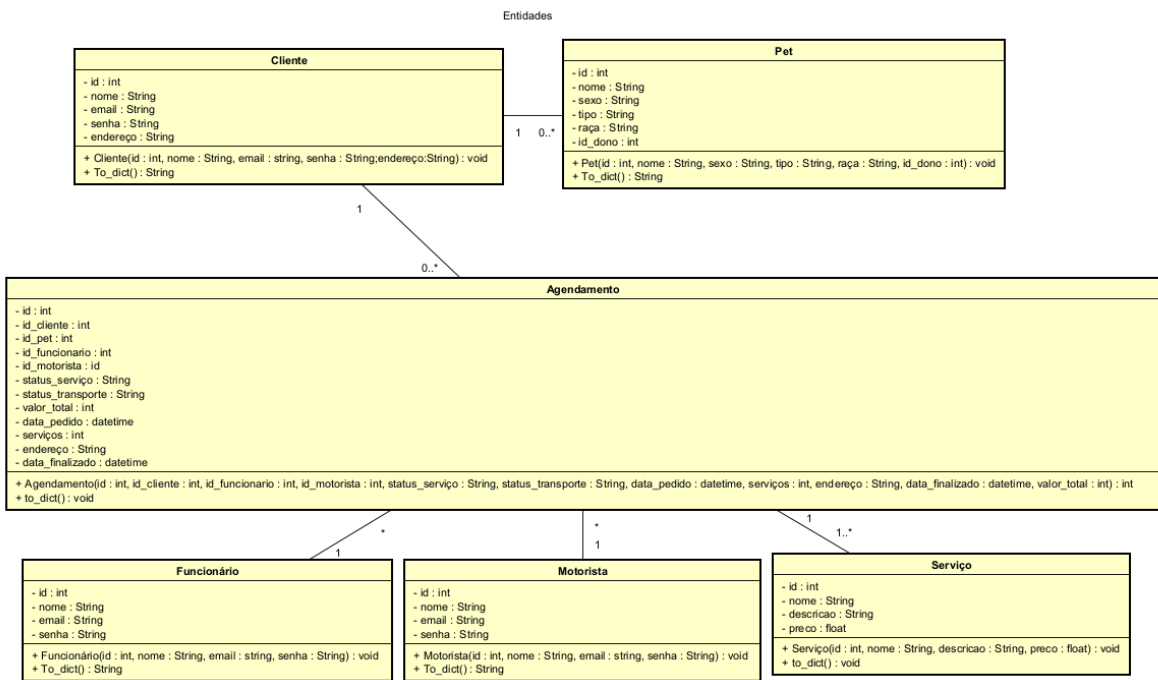 Entidades
Cliente
- id : int
- nome : String
- email : String
- senha : String
- endereço : String
+ Cliente(id : int, nome : String, email : string, senha : String;endereço:String) : void
+ To_dict() : String
Pet
- id : int
- nome : String
- sexo : String
- tipo : String
- raça : String
- id_dono : int
+ Pet(id : int, nome : String, sexo : String, tipo : String, raça : String, id_dono : int) : void
+ To_dict() : String
1 0..*
1
0..*
Agendamento
- id : int
- id_cliente : int
- id_pet : int
- id_funcionario : int
- id_motorista : id
- status_serviço : String
- status_transporte : String
- valor_total : int
- data_pedido : datetime
- serviços : int
- endereço : String
- data_finalizado : datetime
+ Agendamento(id : int, id_cliente : int, id_funcionario : int, id_motorista : int, status_serviço : String, status_transporte : String, data_pedido : datetime, serviços : int, endereço : String, data_finalizado : datetime, valor_total : int) : int
+ to_dict() : void
*
1
*
1
1
1..*
Funcionário
- id : int
- nome : String
- email : String
- senha : String
+ Funcionário(id : int, nome : String, email : string, senha : String) : void
+ To_dict() : String
Motorista
- id : int
- nome : String
- email : String
- senha : String
+ Motorista(id : int, nome : String, email : string, senha : String) : void
+ To_dict() : String
Serviço
- id : int
- nome : String
- descricao : String
- preco : float
+ Serviço(id : int, nome : String, descricao : String, preco : float) : void
+ to_dict() : void